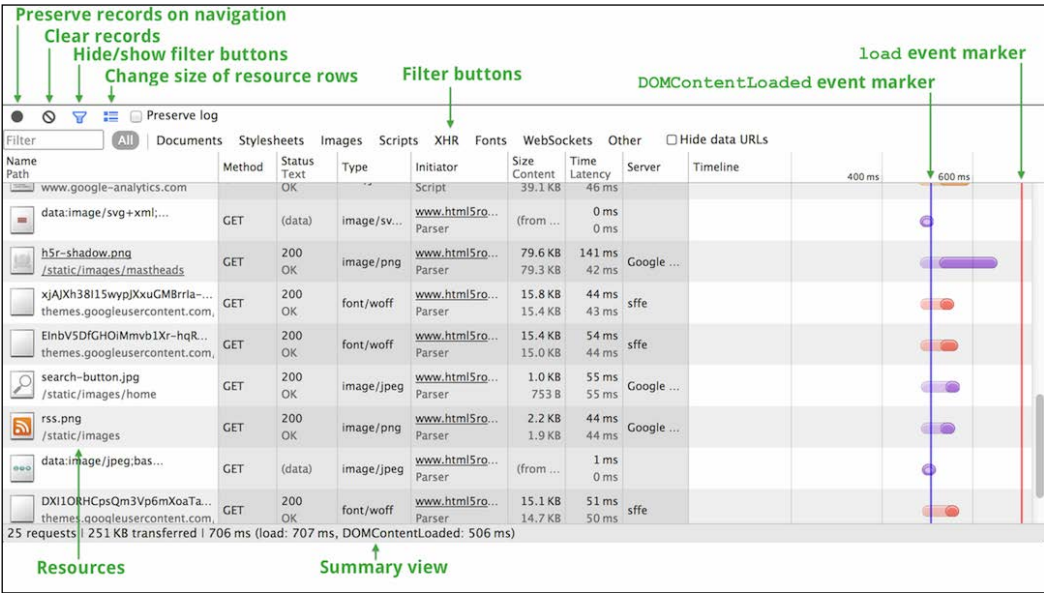 Preserve records on navigation
Clear records
Hide/show filter buttons
Change size of resource rows
Filter buttons
load event marker
DOMContentLoaded event marker
Preserve log
Filter All Documents Stylesheets Images Scripts XHR Fonts WebSockets Other Hide data URLs
Name Method Status Type Initiator Size Time Server Timeline
Path Text Content Latency 400 ms 600 ms
www.google-analytics.com OK Script 39.1 KB 46 ms
data:image/svg+xml;... GET (data) image/sv... www.html5ro... (from ... 0 ms
Parser 0 ms
h5r-shadow.png GET 200 image/png www.html5ro... 79.6 KB 141 ms Google ...
/static/images/mastheads OK Parser 79.3 KB 42 ms
xjAJXh38I15wypJXxuGMBrrIa-... GET 200 font/woff www.html5ro... 15.8 KB 44 ms sffe
themes.googleusercontent.com, OK Parser 15.4 KB 43 ms
EInbV5DfGHOiMmvb1Xr-hqR... GET 200 font/woff www.html5ro... 15.4 KB 54 ms sffe
themes.googleusercontent.com, OK Parser 15.0 KB 44 ms
search-button.jpg GET 200 image/jpeg www.html5ro... 1.0 KB 55 ms Google ...
/static/images/home OK Parser 753 B 55 ms
rss.png GET 200 image/png www.html5ro... 2.2 KB 44 ms Google ...
/static/images OK Parser 1.9 KB 44 ms
data:image/jpeg;bas... GET (data) image/jpeg www.html5ro... (from ... 1 ms
Parser 0 ms
DXI1ORHCpsQm3Vp6mXoaTa... GET 200 font/woff www.html5ro... 15.1 KB 51 ms sffe
themes.googleusercontent.com, OK Parser 14.7 KB 50 ms
25 requests | 251 KB transferred | 706 ms (load: 707 ms, DOMContentLoaded: 506 ms)
Resources
Summary view